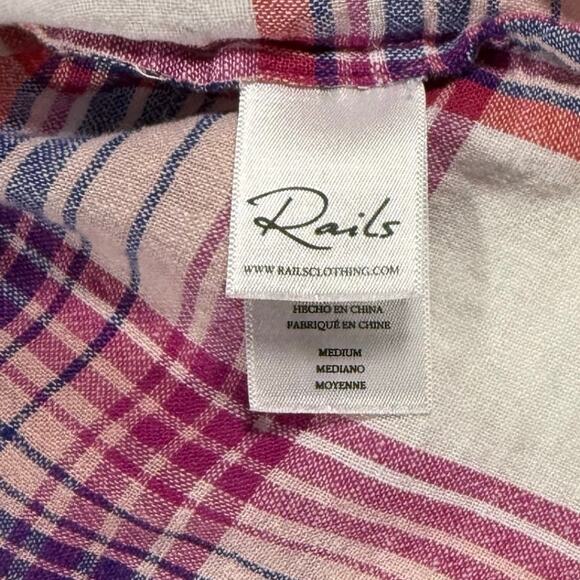 Rails
WWW.RAILSCLOTHING.COM
HECHO EN CHINA
FABRIQUÉ EN CHINE
MEDIUM
MEDIANO
MOYENNE